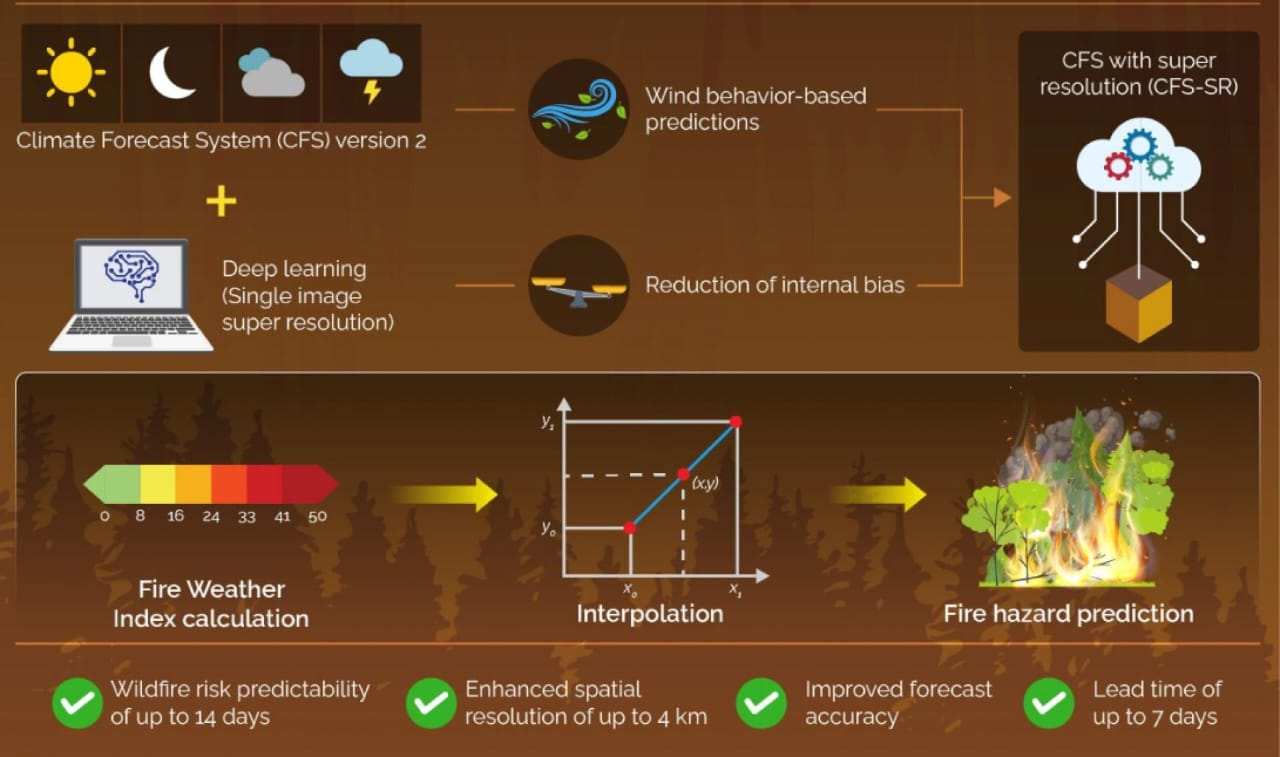 Climate Forecast System (CFS) version 2
+
Deep learning
(Single image
super resolution)
Wind behavior-based
predictions
Reduction of internal bias
CFS with super
resolution (CFS-SR)
0 8 16 24 33 41 50
Fire Weather
Index calculation
y₁
(x,y)
y₀
x₀ x₁
Interpolation
Fire hazard prediction
Wildfire risk predictability
of up to 14 days
Enhanced spatial
resolution of up to 4 km
Improved forecast
accuracy
Lead time of
up to 7 days